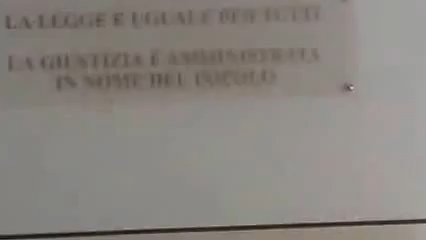 LA LEGGE È UGUALE PER TUTTI
LA GIUSTIZIA È AMMINISTRATA
IN NOME DEL POPOLO